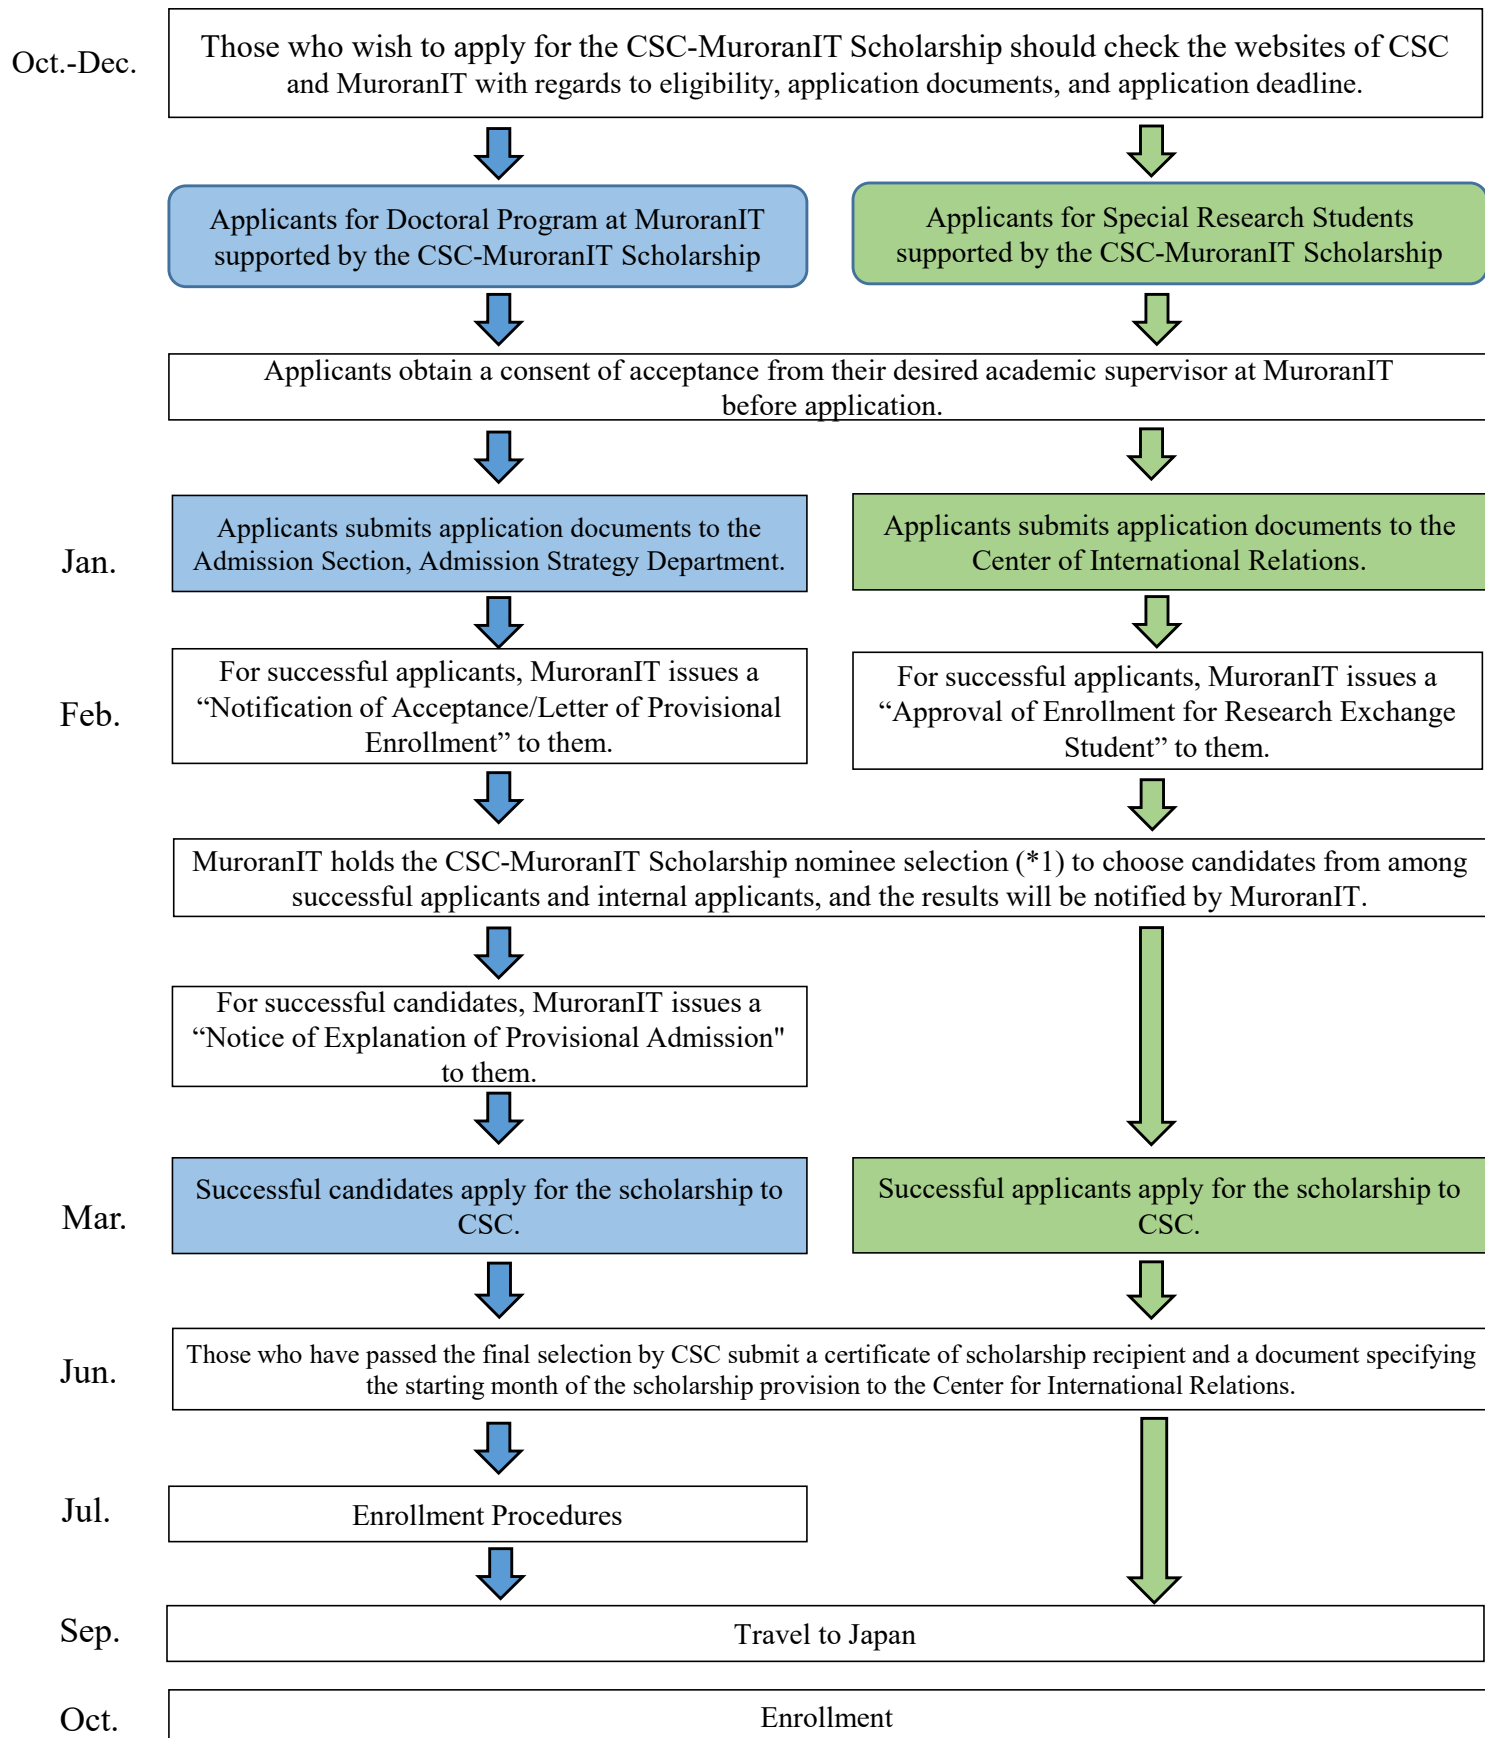 Oct.-Dec.
Those who wish to apply for the CSC-MuroranIT Scholarship should check the websites of CSC
and MuroranIT with regards to eligibility, application documents, and application deadline.
Applicants for Doctoral Program at MuroranIT
supported by the CSC-MuroranIT Scholarship
Applicants for Special Research Students
supported by the CSC-MuroranIT Scholarship
Applicants obtain a consent of acceptance from their desired academic supervisor at MuroranIT
before application.
Jan.
Applicants submits application documents to the
Admission Section, Admission Strategy Department.
Applicants submits application documents to the
Center of International Relations.
Feb.
For successful applicants, MuroranIT issues a
“Notification of Acceptance/Letter of Provisional
Enrollment” to them.
For successful applicants, MuroranIT issues a
“Approval of Enrollment for Research Exchange
Student” to them.
MuroranIT holds the CSC-MuroranIT Scholarship nominee selection (*1) to choose candidates from among
successful applicants and internal applicants, and the results will be notified by MuroranIT.
For successful candidates, MuroranIT issues a
“Notice of Explanation of Provisional Admission"
to them.
Mar.
Successful candidates apply for the scholarship to
CSC.
Successful applicants apply for the scholarship to
CSC.
Jun.
Those who have passed the final selection by CSC submit a certificate of scholarship recipient and a document specifying
the starting month of the scholarship provision to the Center for International Relations.
Jul.
Enrollment Procedures
Sep.
Travel to Japan
Oct.
Enrollment